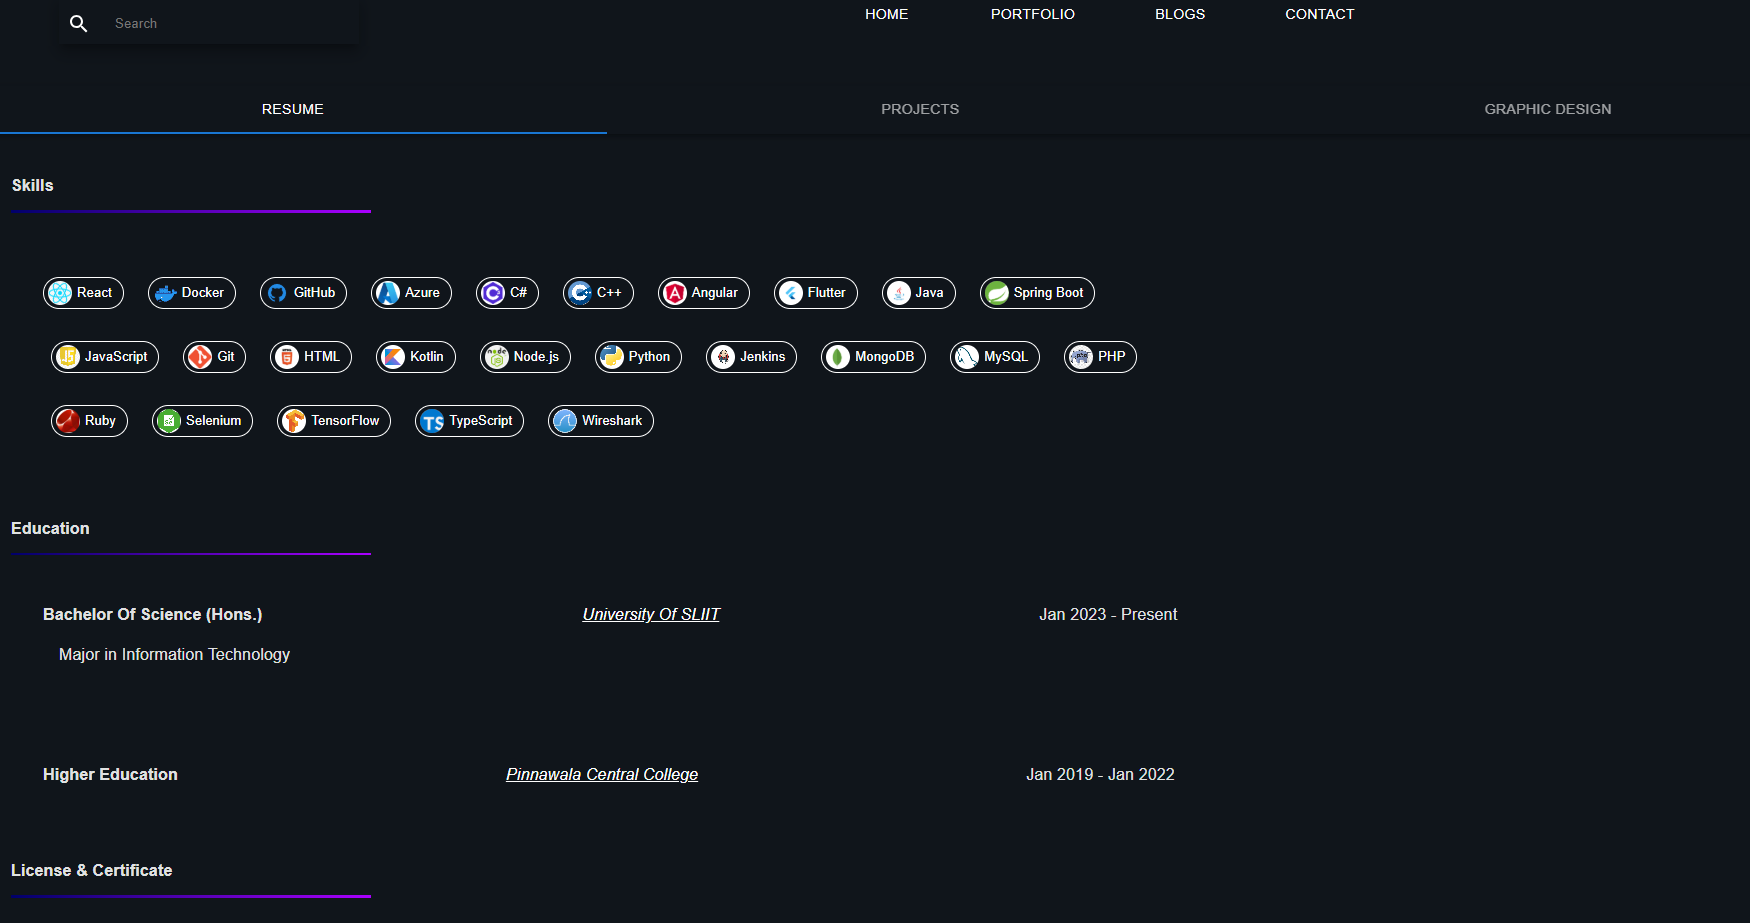 Search HOME PORTFOLIO BLOGS CONTACT
RESUME PROJECTS GRAPHIC DESIGN
Skills
React Docker GitHub Azure C# C++ Angular Flutter Java Spring Boot
JavaScript Git HTML Kotlin Node.js Python Jenkins MongoDB MySQL PHP
Ruby Selenium TensorFlow TypeScript Wireshark
Education
Bachelor Of Science (Hons.) University Of SLIIT Jan 2023 - Present
Major in Information Technology
Higher Education Pinnawala Central College Jan 2019 - Jan 2022
License & Certificate